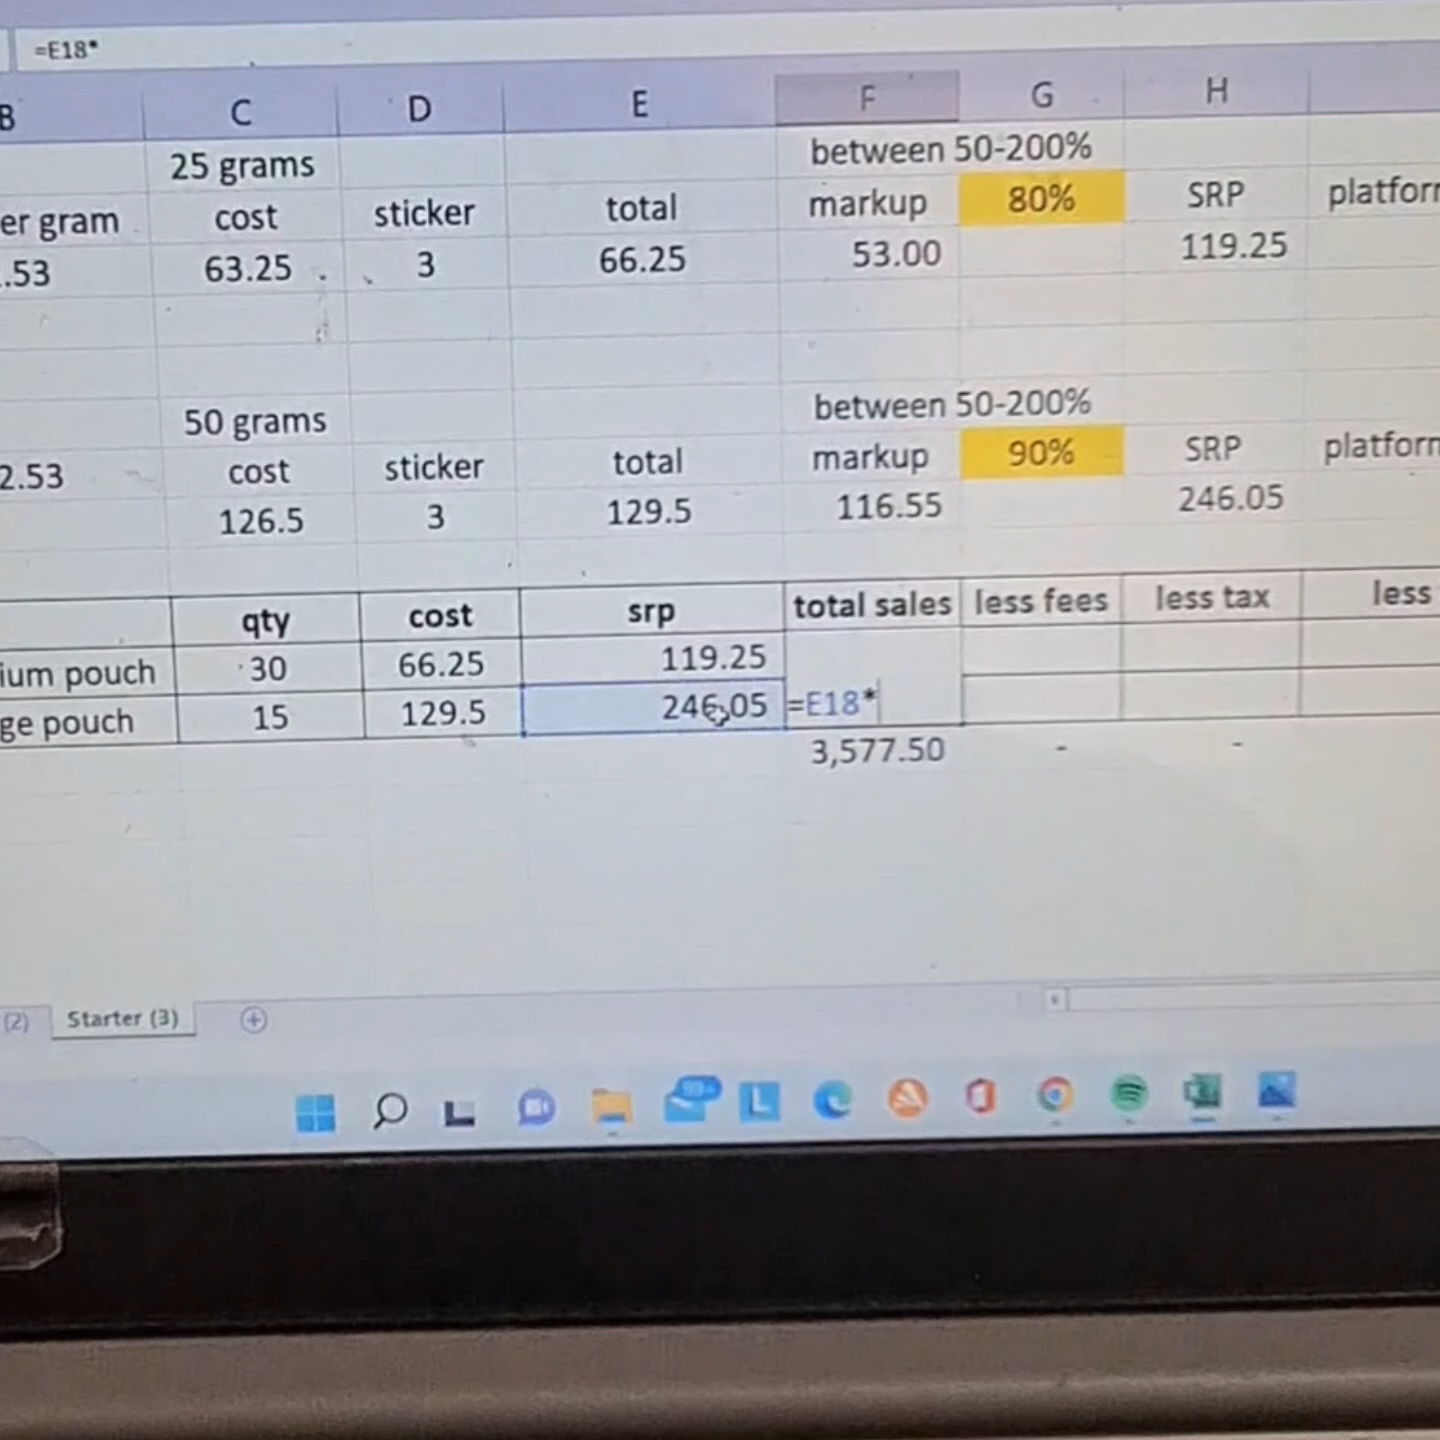 =E18*
B C D E F G H
25 grams between 50-200%
er gram cost sticker total markup 80% SRP platform
.53 63.25 3 66.25 53.00 119.25
50 grams between 50-200%
2.53 cost sticker total markup 90% SRP platform
126.5 3 129.5 116.55 246.05
qty cost srp total sales less fees less tax less
ium pouch 30 66.25 119.25
ge pouch 15 129.5 246.05 =E18*
3,577.50 - -
(2) Starter (3)
99+